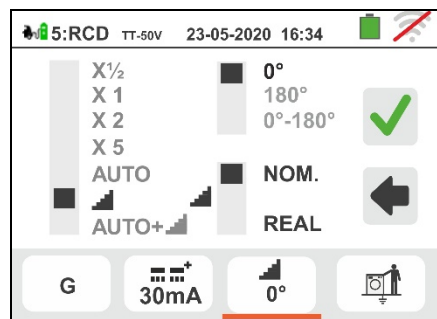 5:RCD TT-50V 23-05-2020 16:34
X½ 0°
X 1 180°
X 2 0°-180°
X 5
AUTO NOM.
AUTO+ REAL
G 30mA 0°